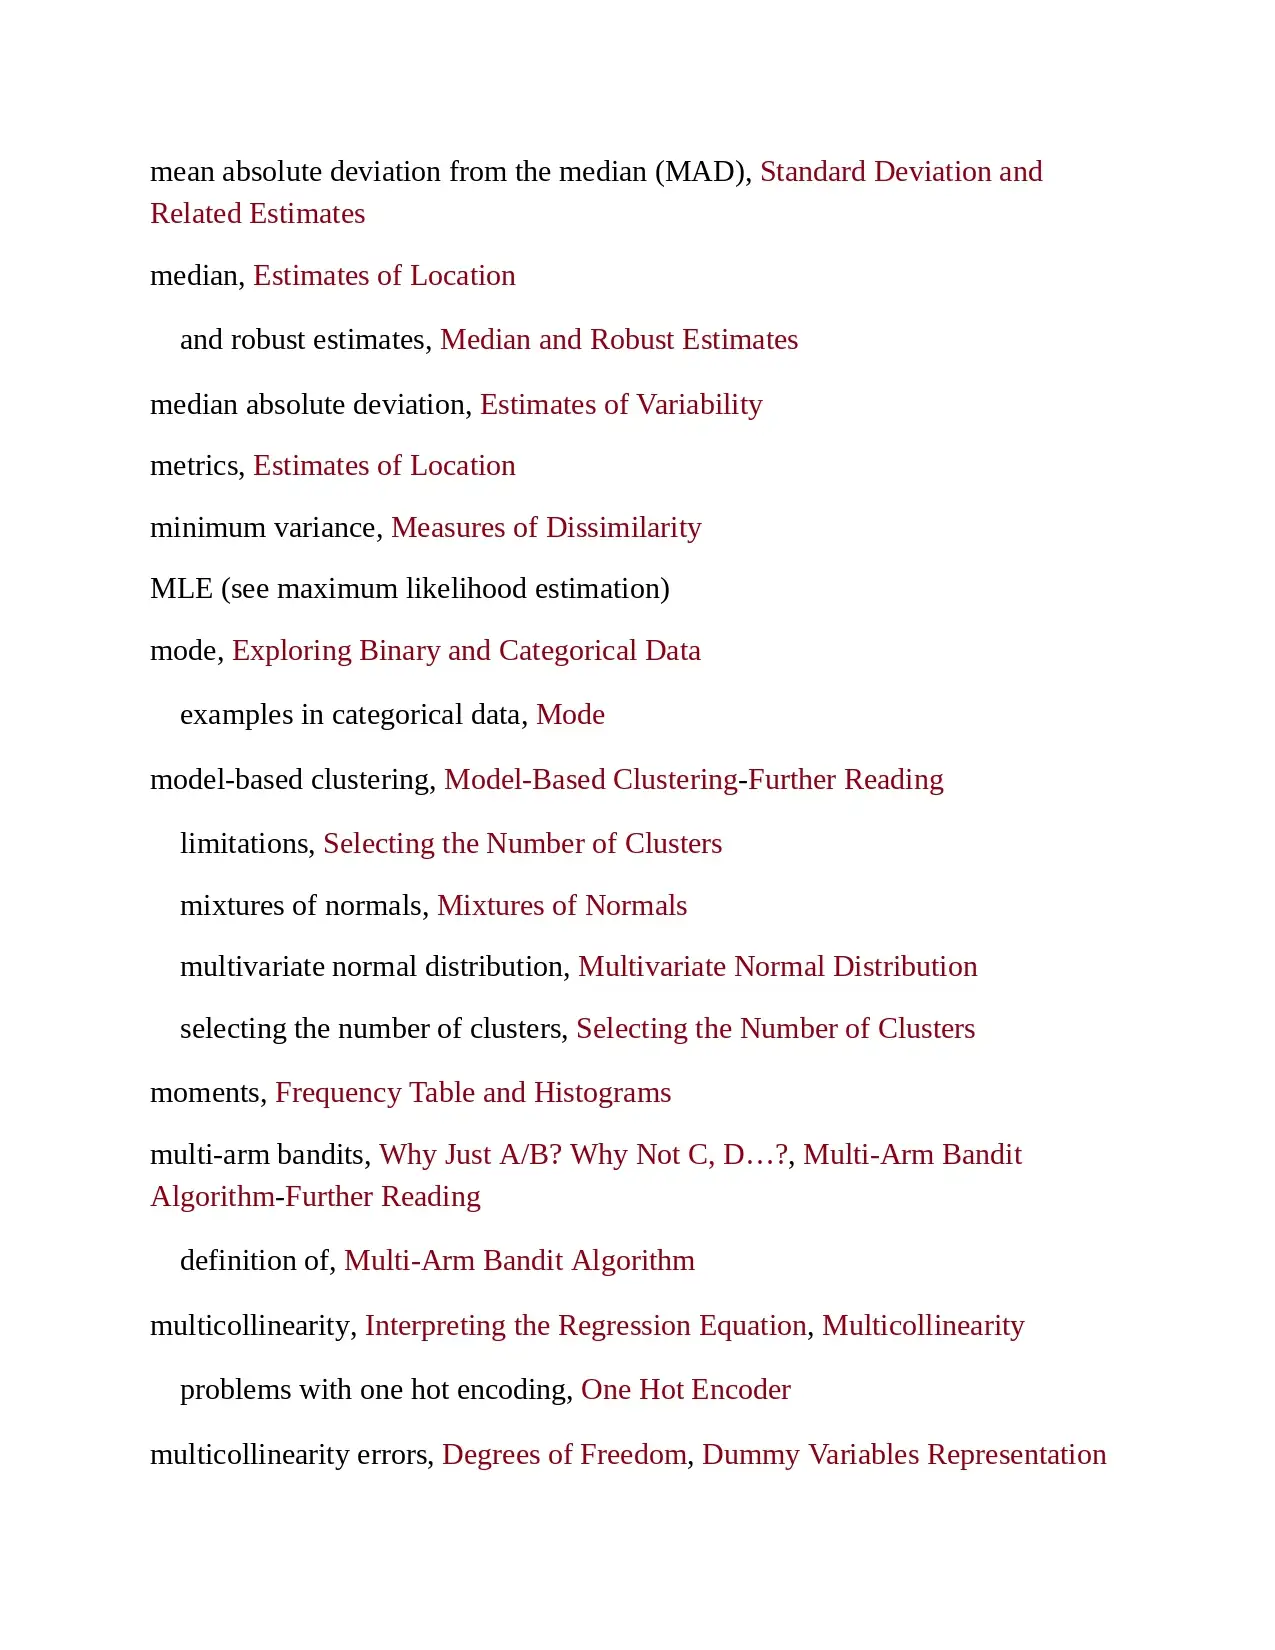 mean absolute deviation from the median (MAD), Standard Deviation and
Related Estimates
median, Estimates of Location
and robust estimates, Median and Robust Estimates
median absolute deviation, Estimates of Variability
metrics, Estimates of Location
minimum variance, Measures of Dissimilarity
MLE (see maximum likelihood estimation)
mode, Exploring Binary and Categorical Data
examples in categorical data, Mode
model-based clustering, Model-Based Clustering-Further Reading
limitations, Selecting the Number of Clusters
mixtures of normals, Mixtures of Normals
multivariate normal distribution, Multivariate Normal Distribution
selecting the number of clusters, Selecting the Number of Clusters
moments, Frequency Table and Histograms
multi-arm bandits, Why Just A/B? Why Not C, D…?, Multi-Arm Bandit
Algorithm-Further Reading
definition of, Multi-Arm Bandit Algorithm
multicollinearity, Interpreting the Regression Equation, Multicollinearity
problems with one hot encoding, One Hot Encoder
multicollinearity errors, Degrees of Freedom, Dummy Variables Representation